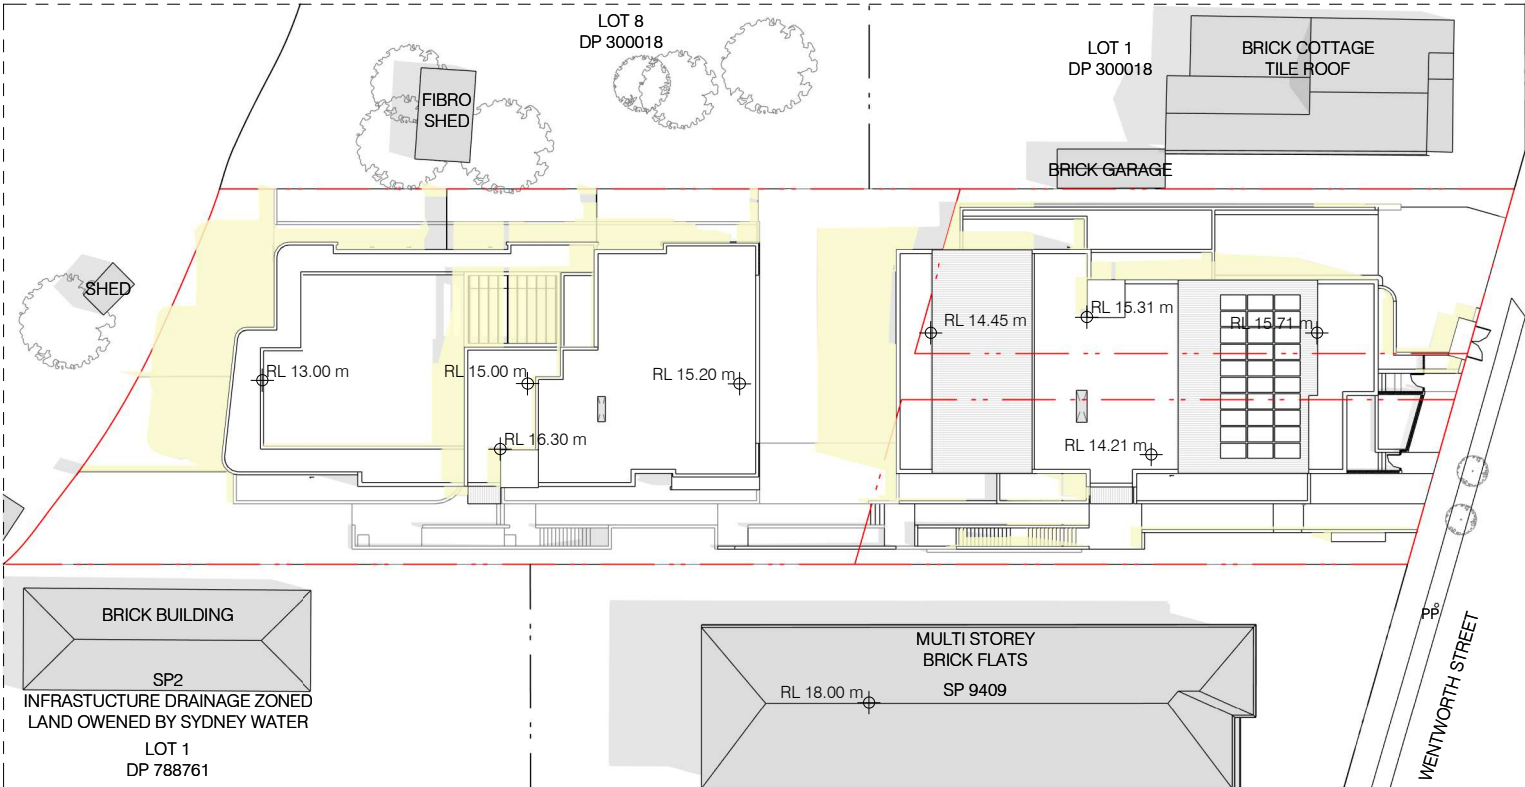 LOT 8
DP 300018
LOT 1
DP 300018
BRICK COTTAGE
TILE ROOF
FIBRO
SHED
BRICK GARAGE
SHED
RL 13.00 m
RL 15.00 m
RL 15.20 m
RL 16.30 m
RL 14.45 m
RL 15.31 m
RL 15.71 m
RL 14.21 m
BRICK BUILDING
SP2
INFRASTUCTURE DRAINAGE ZONED
LAND OWENED BY SYDNEY WATER
LOT 1
DP 788761
MULTI STOREY
BRICK FLATS
SP 9409
RL 18.00 m
PP
WENTWORTH STREET